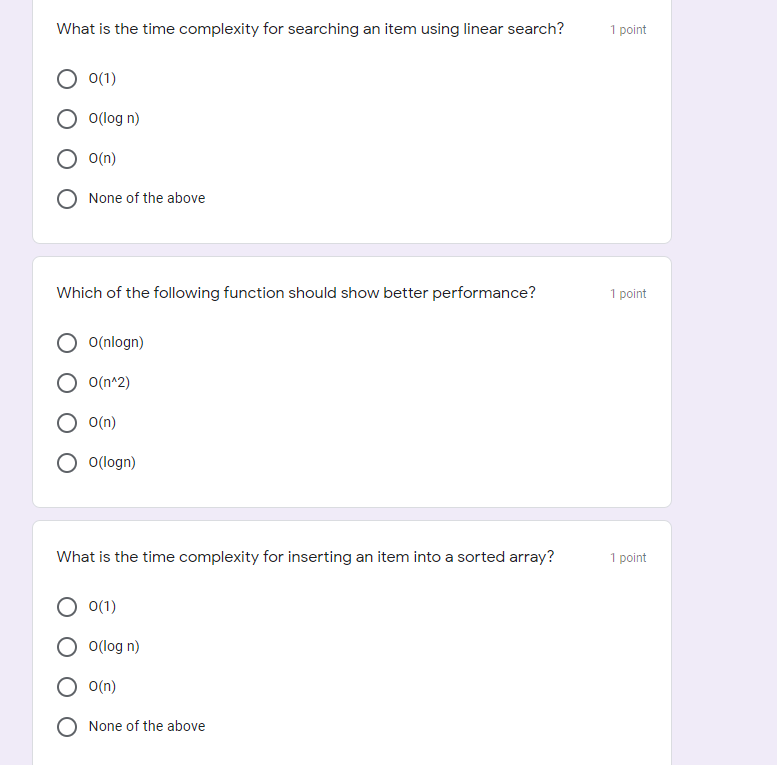 What is the time complexity for searching an item using linear search?
1 point
O(1)
O(log n)
O(n)
None of the above
Which of the following function should show better performance?
1 point
O(nlogn)
O(n^2)
O(n)
O(logn)
What is the time complexity for inserting an item into a sorted array?
1 point
O(1)
O(log n)
O(n)
None of the above